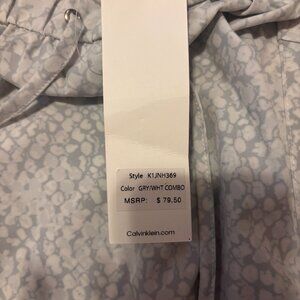 Style K1JNH369
Color GRY/WHT COMBO
MSRP: $ 79.50
Calvinklein.com